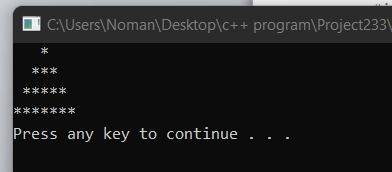 C:\Users\Noman\Desktop\c++ program\Project233\
   *
  ***
 *****
*******
Press any key to continue . . .